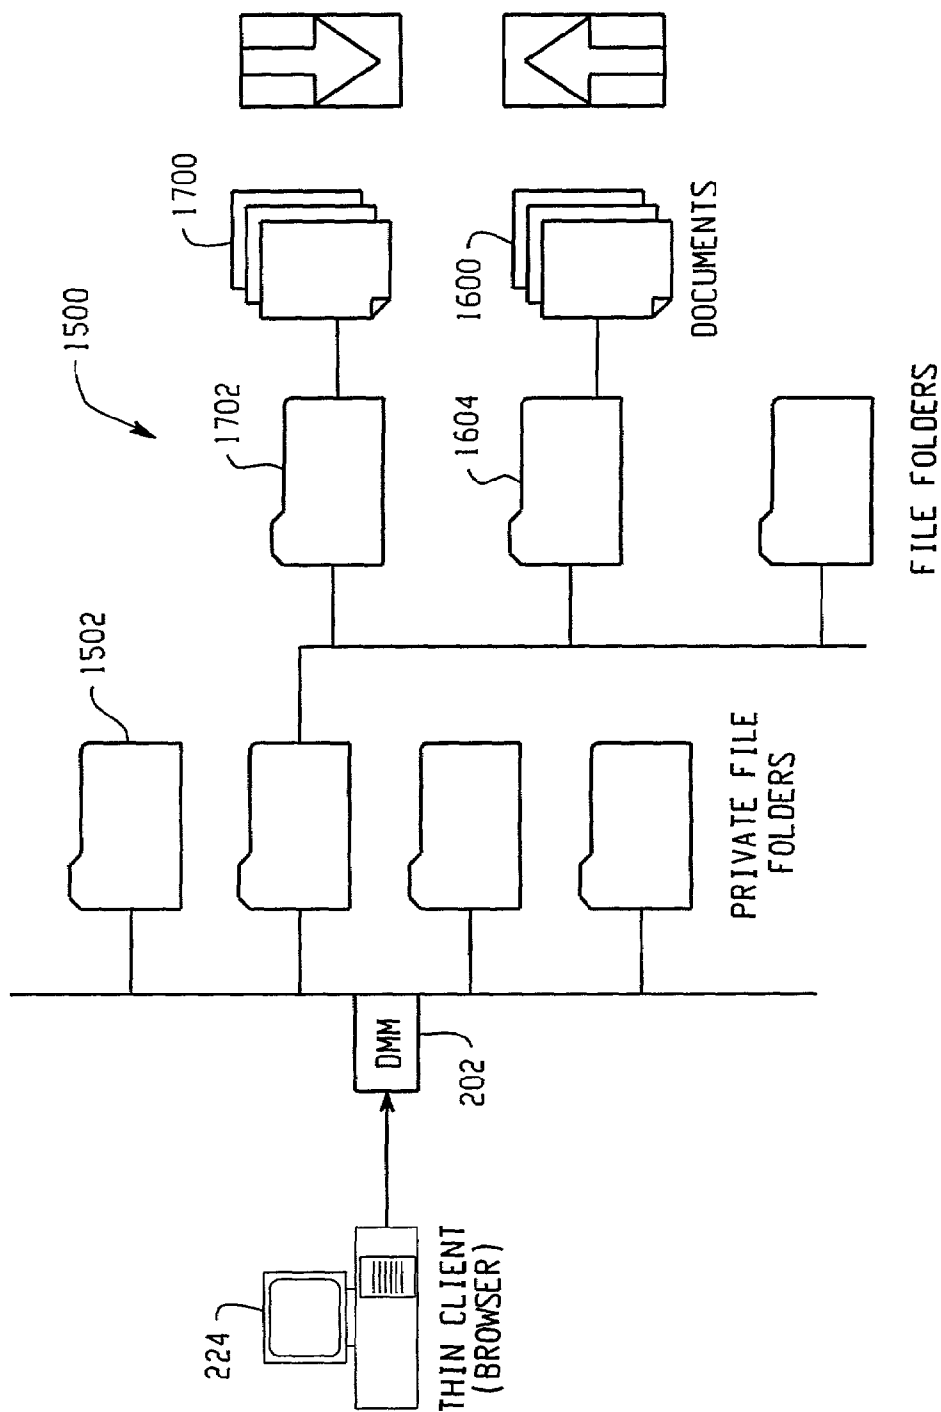 1500
1700
1702
1600
1604
1502
DOCUMENTS
FILE FOLDERS
PRIVATE FILE
FOLDERS
DMM
202
224
THIN CLIENT
(BROWSER)